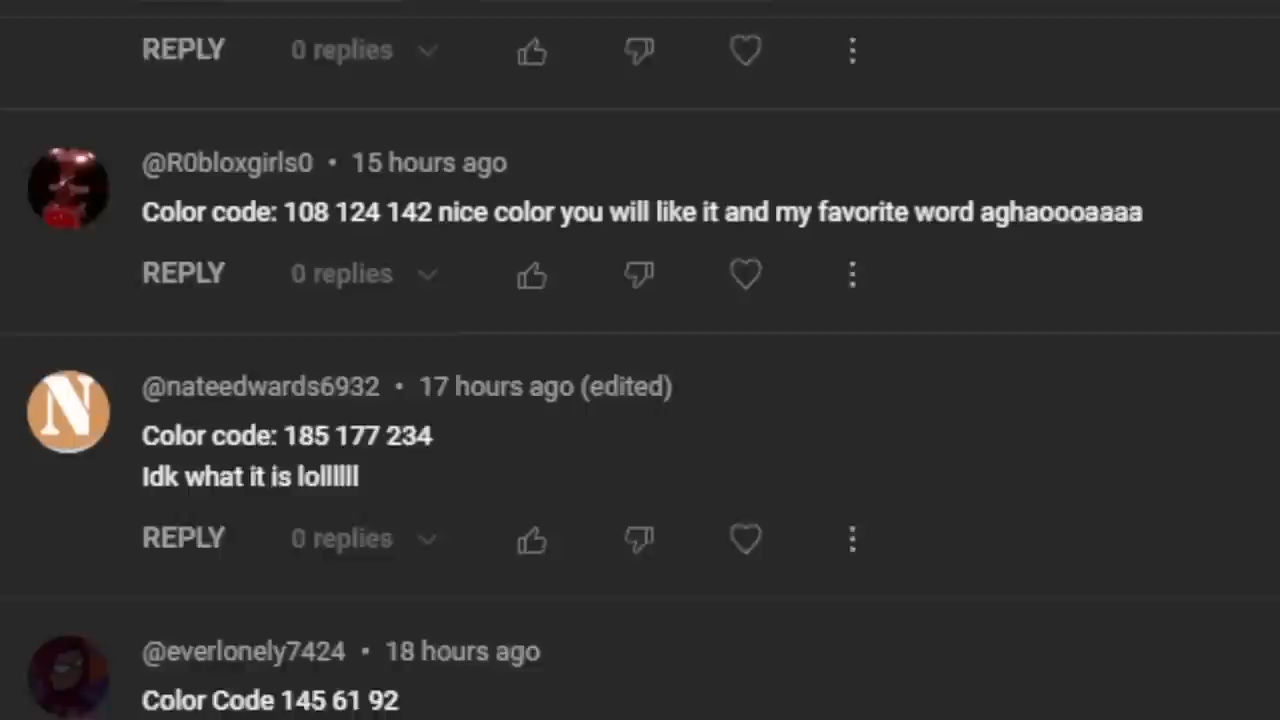 REPLY 0 replies
@R0bloxgirls0 • 15 hours ago
Color code: 108 124 142 nice color you will like it and my favorite word aghaoooaaaa
REPLY 0 replies
N
@nateedwards6932 • 17 hours ago (edited)
Color code: 185 177 234
Idk what it is lollllll
REPLY 0 replies
@everlonely7424 • 18 hours ago
Color Code 145 61 92